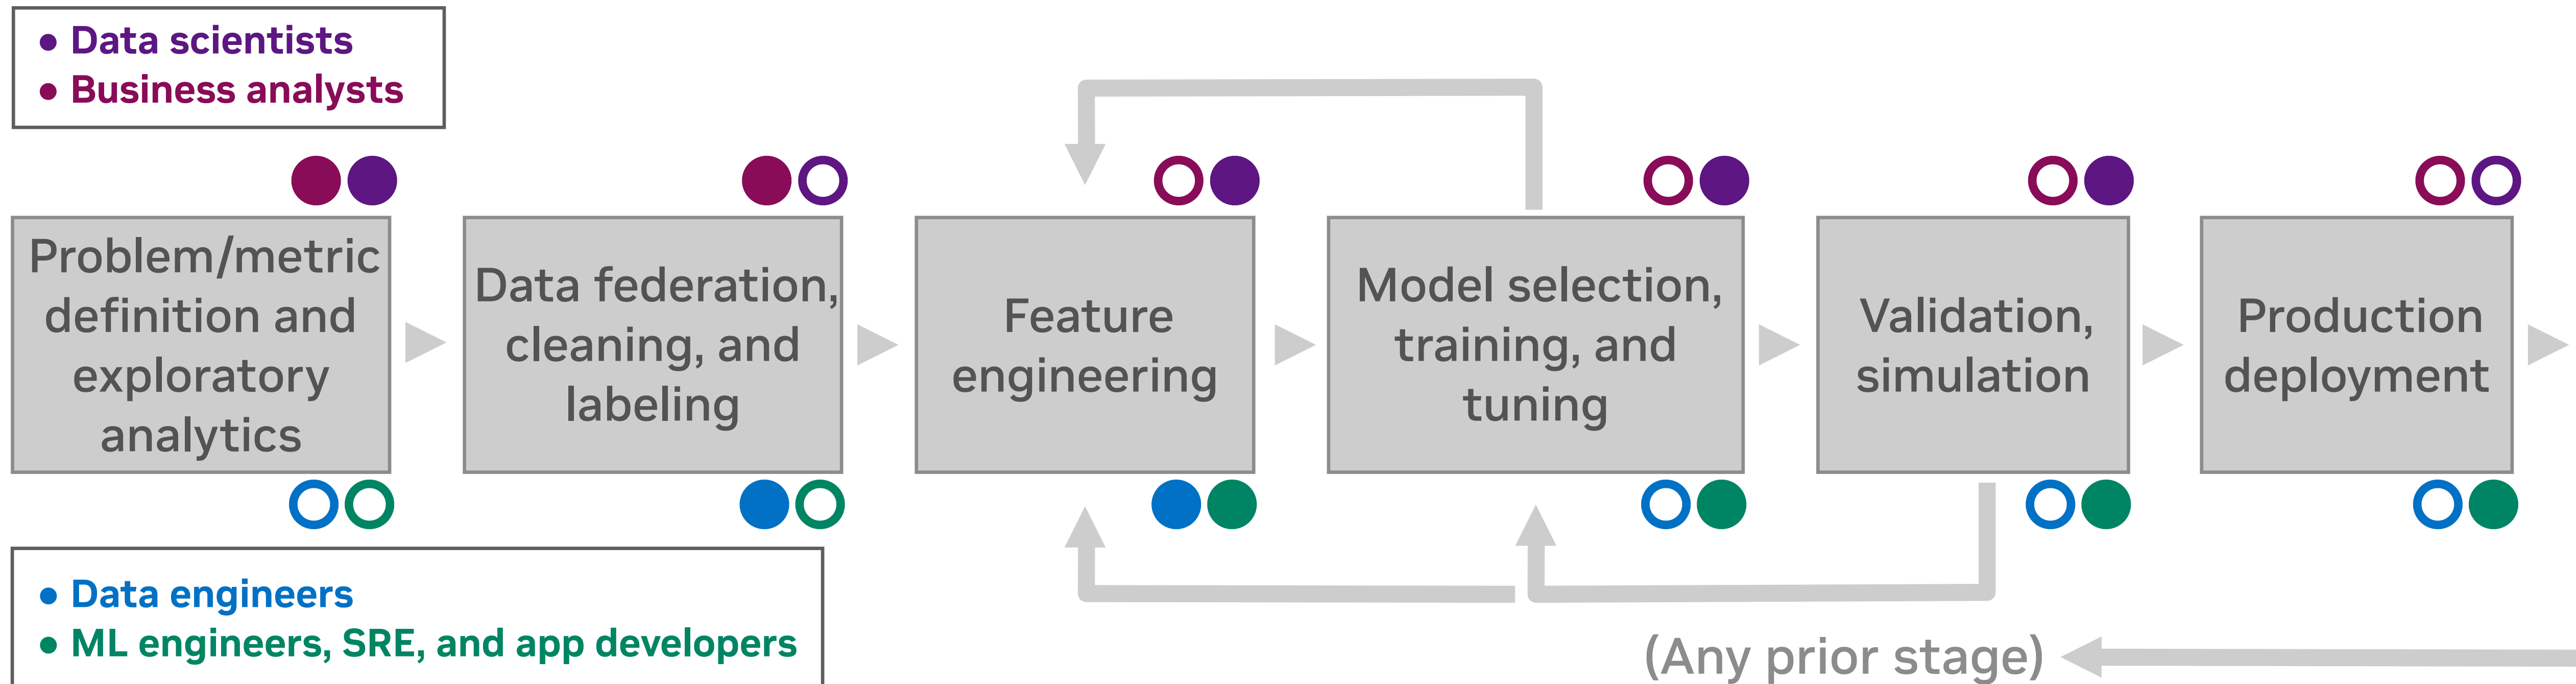 ● Data scientists
● Business analysts
Problem/metric
definition and
exploratory
analytics
Data federation,
cleaning, and
labeling
Feature
engineering
Model selection,
training, and
tuning
Validation,
simulation
Production
deployment
● Data engineers
● ML engineers, SRE, and app developers
(Any prior stage)